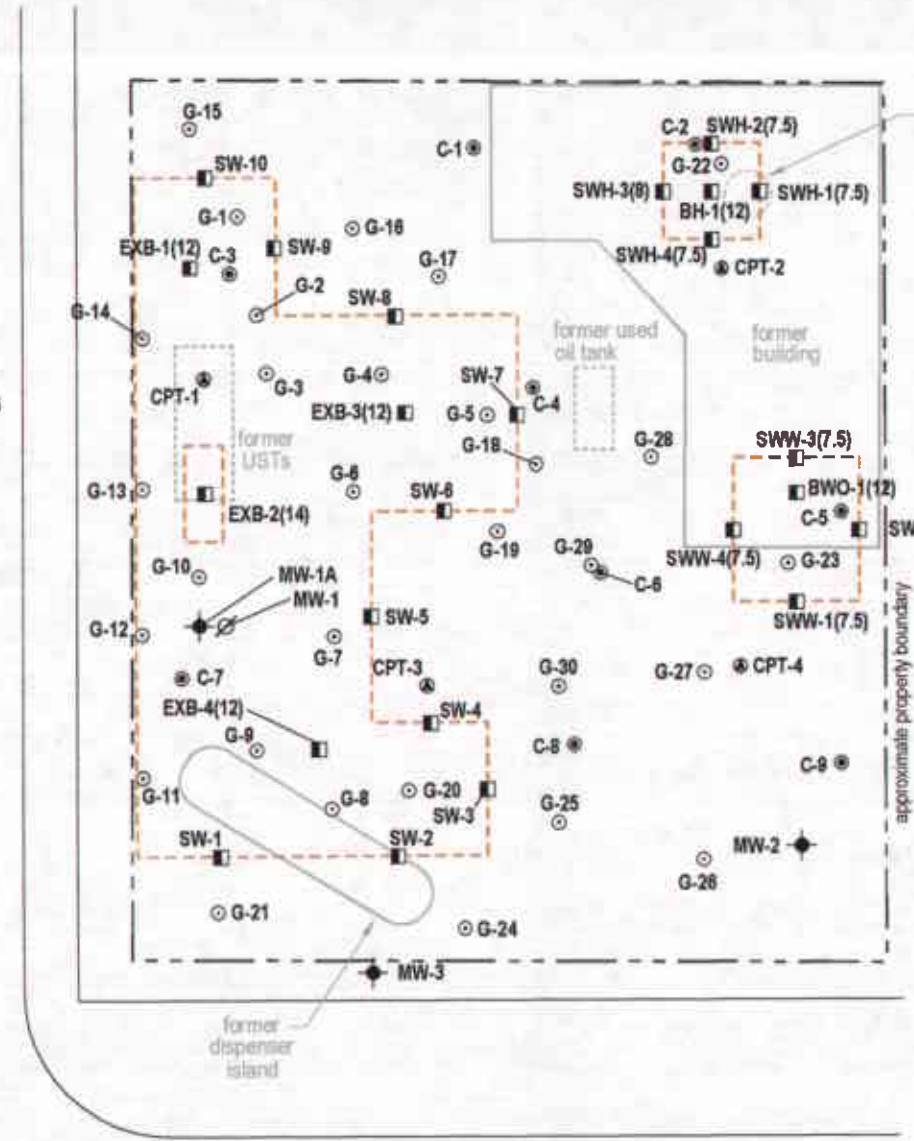 G-15
C-1
C-2
SWH-2(7.5)
SW-10
G-22
SWH-3(8)
SWH-1(7.5)
BH-1(12)
G-1
G-16
EXB-1(12)
SW-9
SWH-4(7.5)
C-3
G-17
CPT-2
G-2
SW-8
G-14
former used
oil tank
former
building
CPT-1
G-3
G-4
SW-7
C-4
EXB-3(12)
G-5
former
USTs
G-18
G-28
SWW-3(7.5)
G-13
G-6
SW-6
BWO-1(12)
EXB-2(14)
C-5
G-19
G-29
SWW-4(7.5)
SW
G-10
C-6
G-23
MW-1A
MW-1
SW-5
SWW-1(7.5)
G-12
G-7
C-7
CPT-3
G-30
G-27
CPT-4
EXB-4(12)
SW-4
G-9
C-8
C-9
G-11
G-8
G-20
SW-3
G-25
approximate property boundary
SW-1
SW-2
MW-2
G-26
G-21
G-24
MW-3
former
dispenser
island